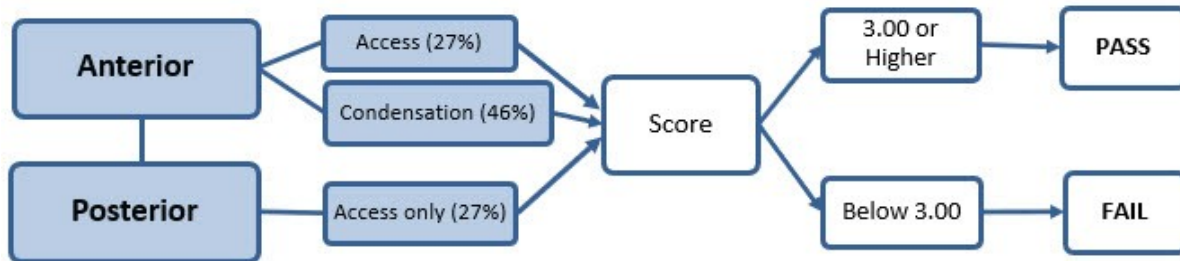 Anterior
Access (27%)
Condensation (46%)
Posterior
Access only (27%)
Score
3.00 or
Higher
PASS
Below 3.00
FAIL